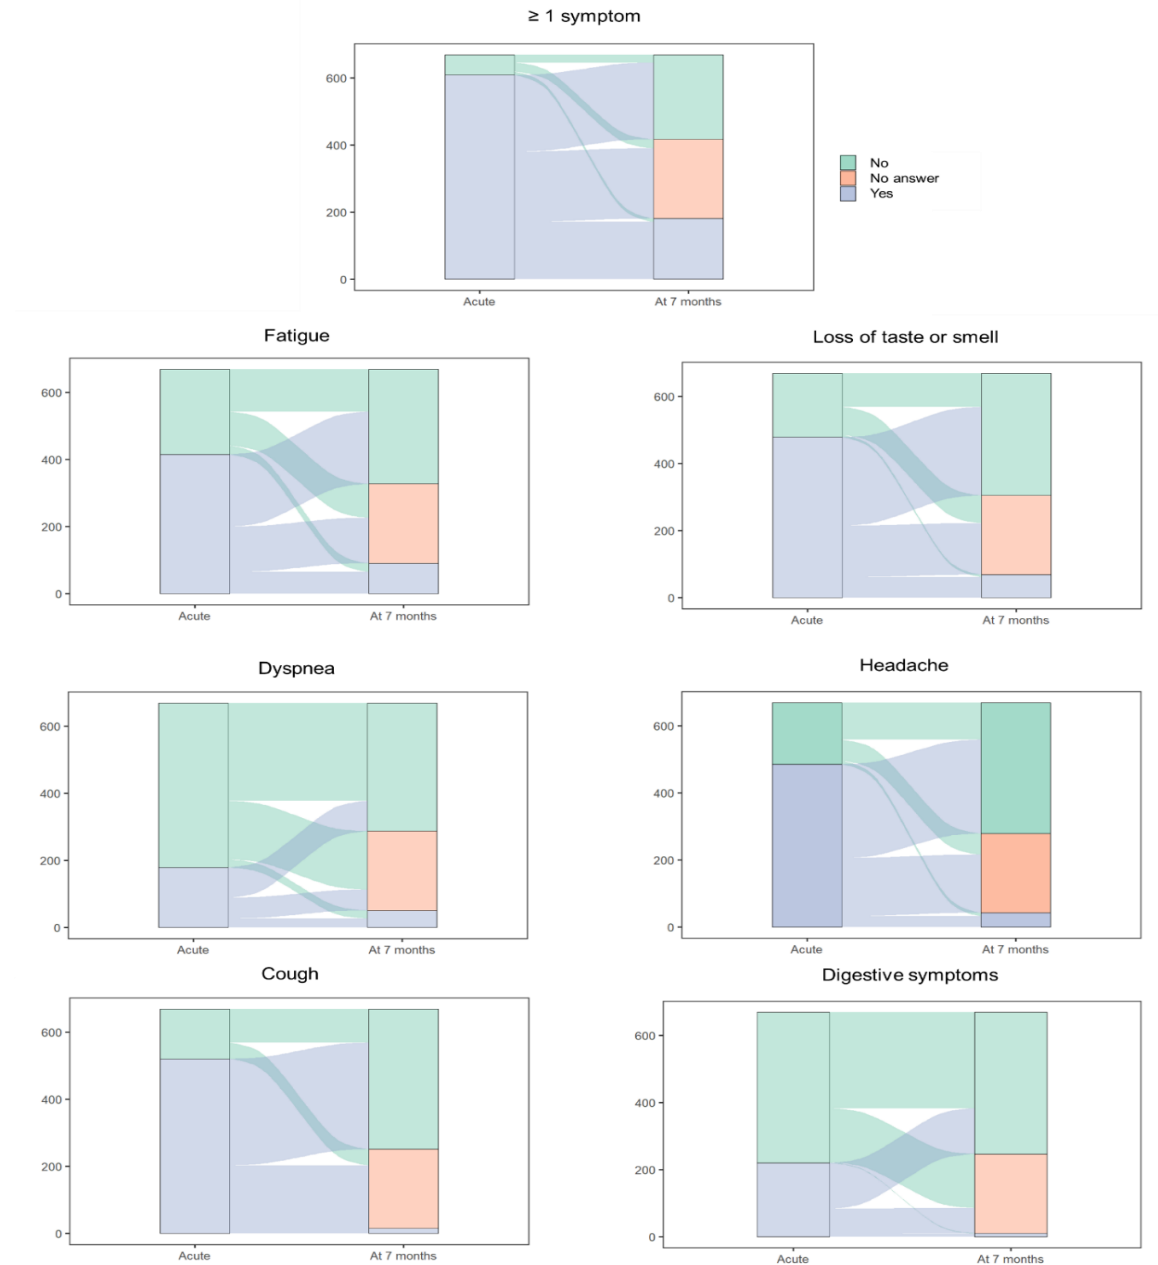 ≥ 1 symptom
600
400
200
0
Acute
At 7 months
No
No answer
Yes
Fatigue
600
400
200
0
Acute
At 7 months
Loss of taste or smell
600
400
200
0
Acute
At 7 months
Dyspnea
600
400
200
0
Acute
At 7 months
Headache
600
400
200
0
Acute
At 7 months
Cough
600
400
200
0
Acute
At 7 months
Digestive symptoms
600
400
200
0
Acute
At 7 months